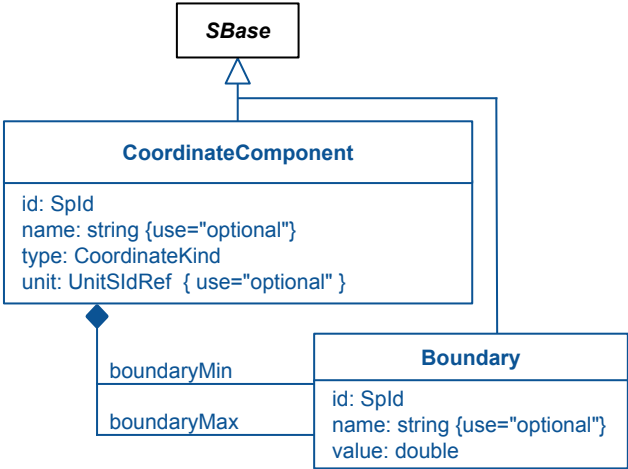 SBase
CoordinateComponent
id: SpId
name: string {use="optional"}
type: CoordinateKind
unit: UnitSIdRef  { use="optional" }
boundaryMin
boundaryMax
Boundary
id: SpId
name: string {use="optional"}
value: double